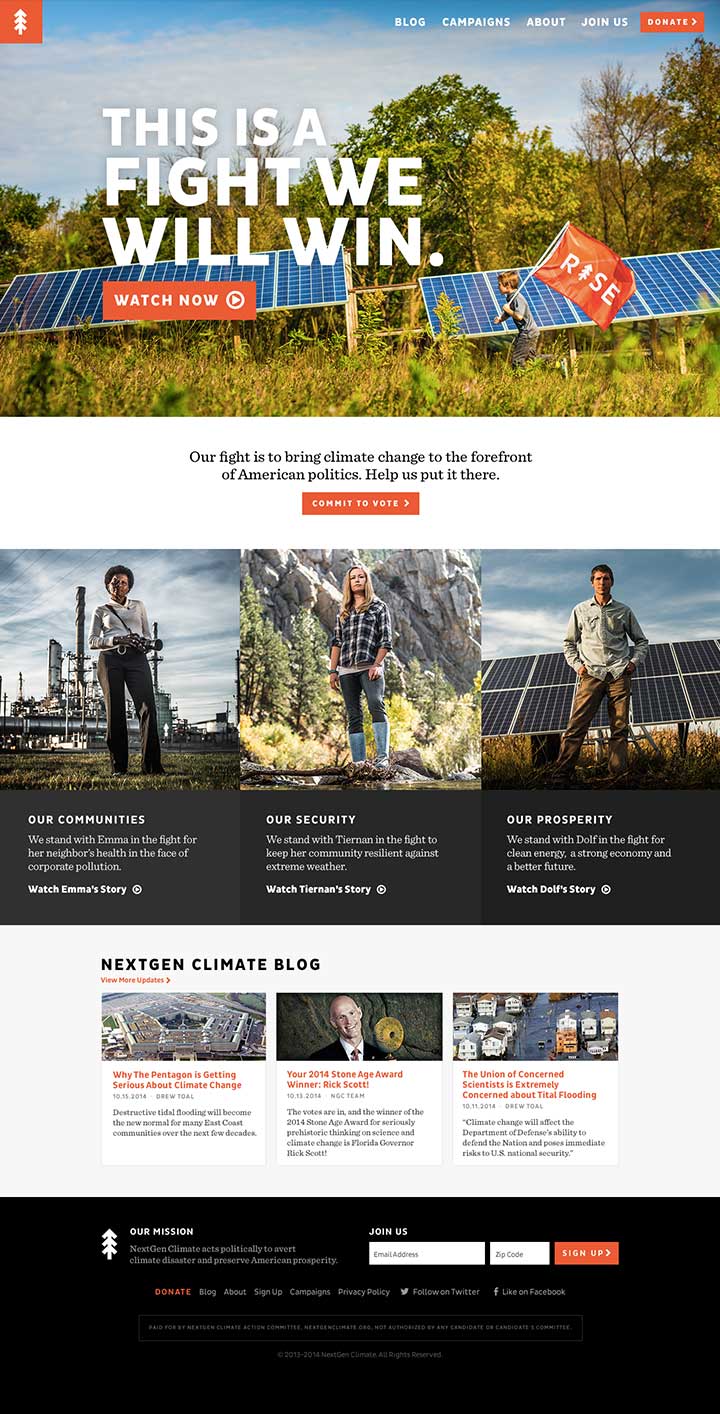 BLOG CAMPAIGNS ABOUT JOIN US DONATE
THIS IS A
FIGHT WE
WILL WIN.
RISE
WATCH NOW
Our fight is to bring climate change to the forefront
of American politics. Help us put it there.
COMMIT TO VOTE
OUR COMMUNITIES
We stand with Emma in the fight for
her neighbor's health in the face of
corporate pollution.
Watch Emma's Story
OUR SECURITY
We stand with Tiernan in the fight to
keep her community resilient against
extreme weather.
Watch Tiernan's Story
OUR PROSPERITY
We stand with Dolf in the fight for
clean energy, a strong economy and
a better future.
Watch Dolf's Story
NEXTGEN CLIMATE BLOG
View More Updates
Why The Pentagon is Getting
Serious About Climate Change
10.15.2014 · DREW TOAL
Destructive tidal flooding will become
the new normal for many East Coast
communities over the next few decades.
Your 2014 Stone Age Award
Winner: Rick Scott!
10.13.2014 · NGC TEAM
The votes are in, and the winner of the
2014 Stone Age Award for seriously
prehistoric thinking on science and
climate change is Florida Governor
Rick Scott!
The Union of Concerned
Scientists is Extremely
Concerned about Tital Flooding
10.11.2014 · DREW TOAL
"Climate change will affect the
Department of Defense's ability to
defend the Nation and poses immediate
risks to U.S. national security."
OUR MISSION
NextGen Climate acts politically to avert
climate disaster and preserve American prosperity.
JOIN US
Email Address Zip Code SIGN UP
DONATE Blog About Sign Up Campaigns Privacy Policy Follow on Twitter Like on Facebook
PAID FOR BY NEXTGEN CLIMATE ACTION COMMITTEE, NEXTGENCLIMATE.ORG, NOT AUTHORIZED BY ANY CANDIDATE OR CANDIDATE'S COMMITTEE.
© 2013-2014 NextGen Climate. All Rights Reserved.